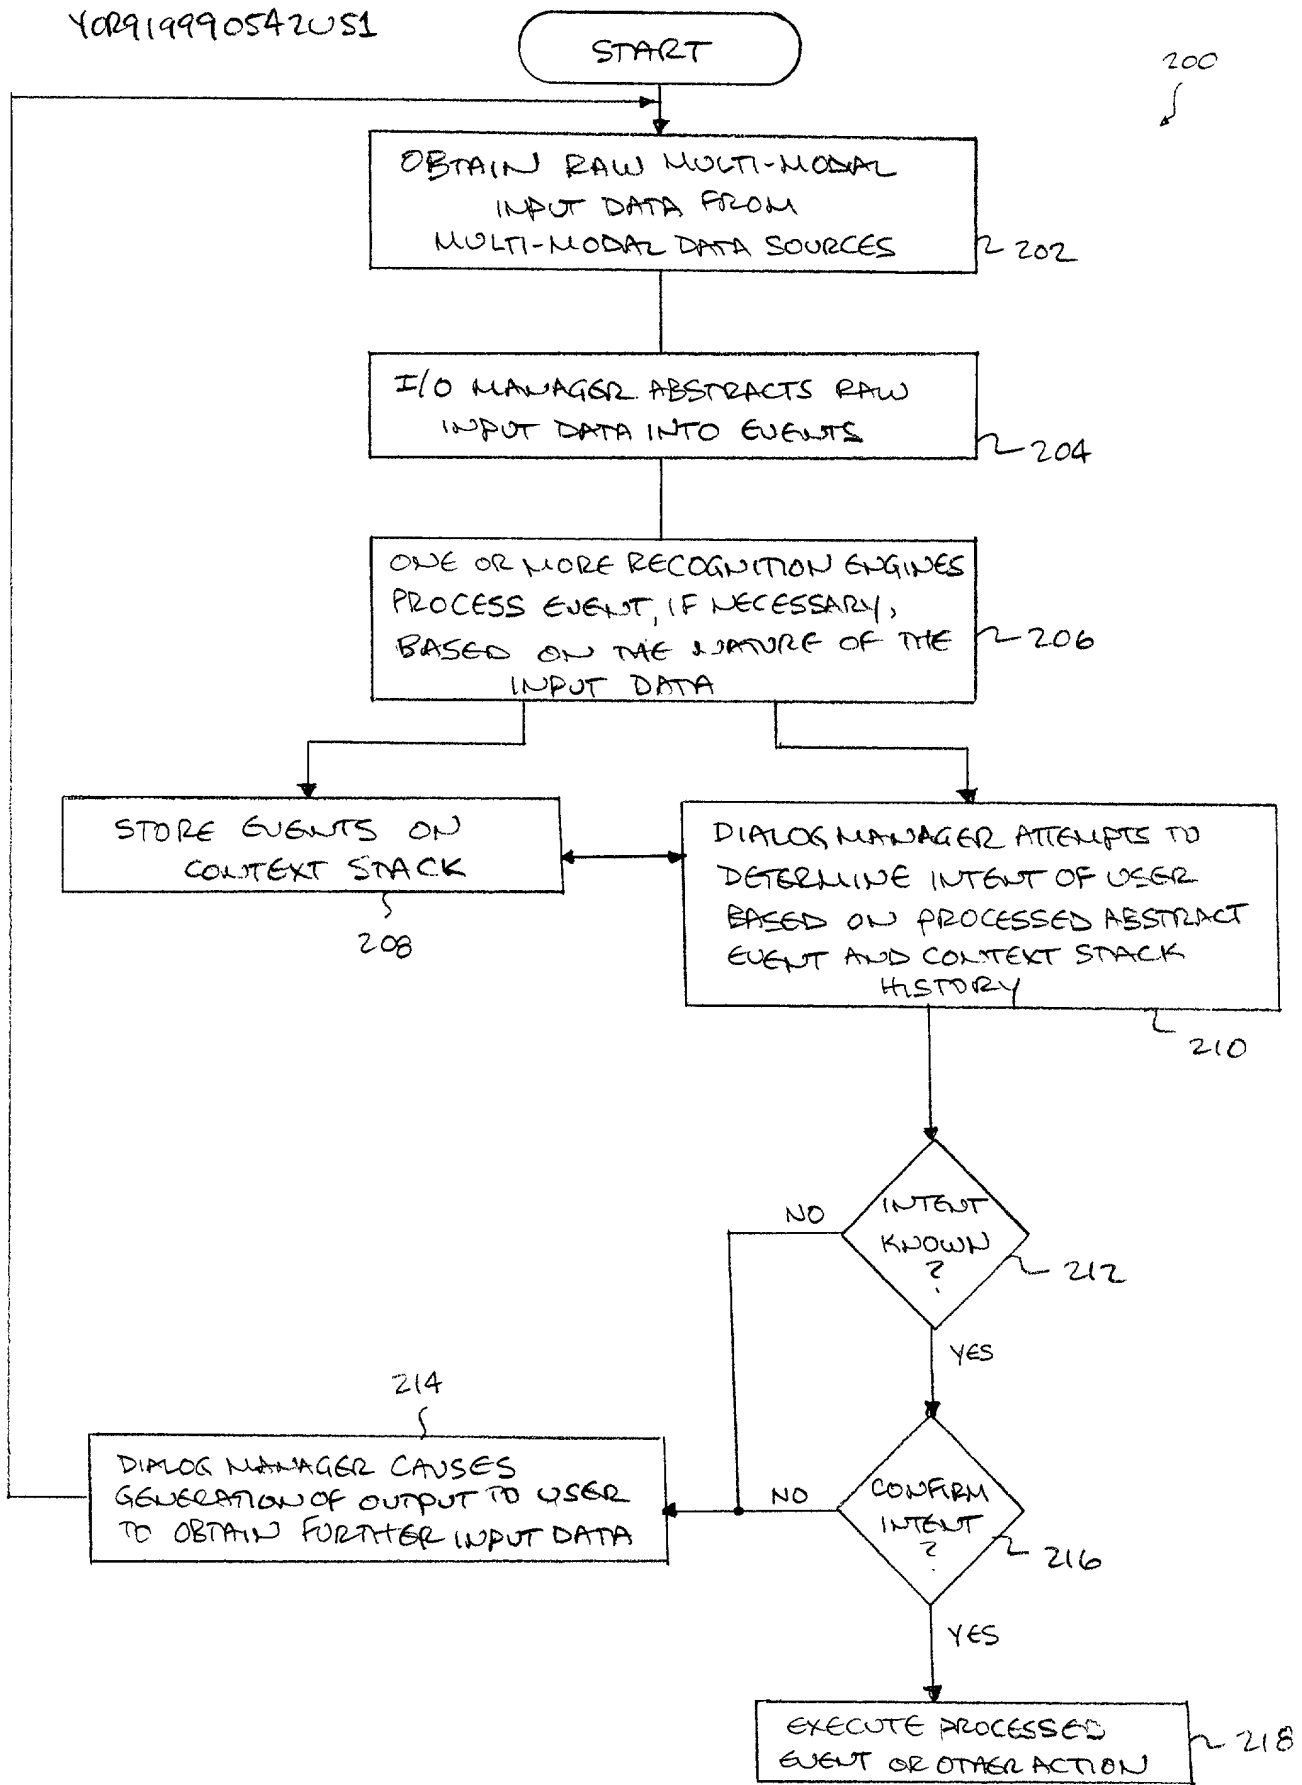 YOR919990542US1
START
200
OBTAIN RAW MULTI-MODAL
INPUT DATA FROM
MULTI-MODAL DATA SOURCES
202
I/O MANAGER ABSTRACTS RAW
INPUT DATA INTO EVENTS
204
ONE OR MORE RECOGNITION ENGINES
PROCESS EVENT, IF NECESSARY,
BASED ON THE NATURE OF THE
INPUT DATA
206
STORE EVENTS ON
CONTEXT STACK
208
DIALOG MANAGER ATTEMPTS TO
DETERMINE INTENT OF USER
BASED ON PROCESSED ABSTRACT
EVENT AND CONTEXT STACK
HISTORY
210
INTENT
KNOWN
?
212
NO
YES
214
DIALOG MANAGER CAUSES
GENERATION OF OUTPUT TO USER
TO OBTAIN FURTHER INPUT DATA
NO
CONFIRM
INTENT
?
216
YES
EXECUTE PROCESSED
EVENT OR OTHER ACTION
218